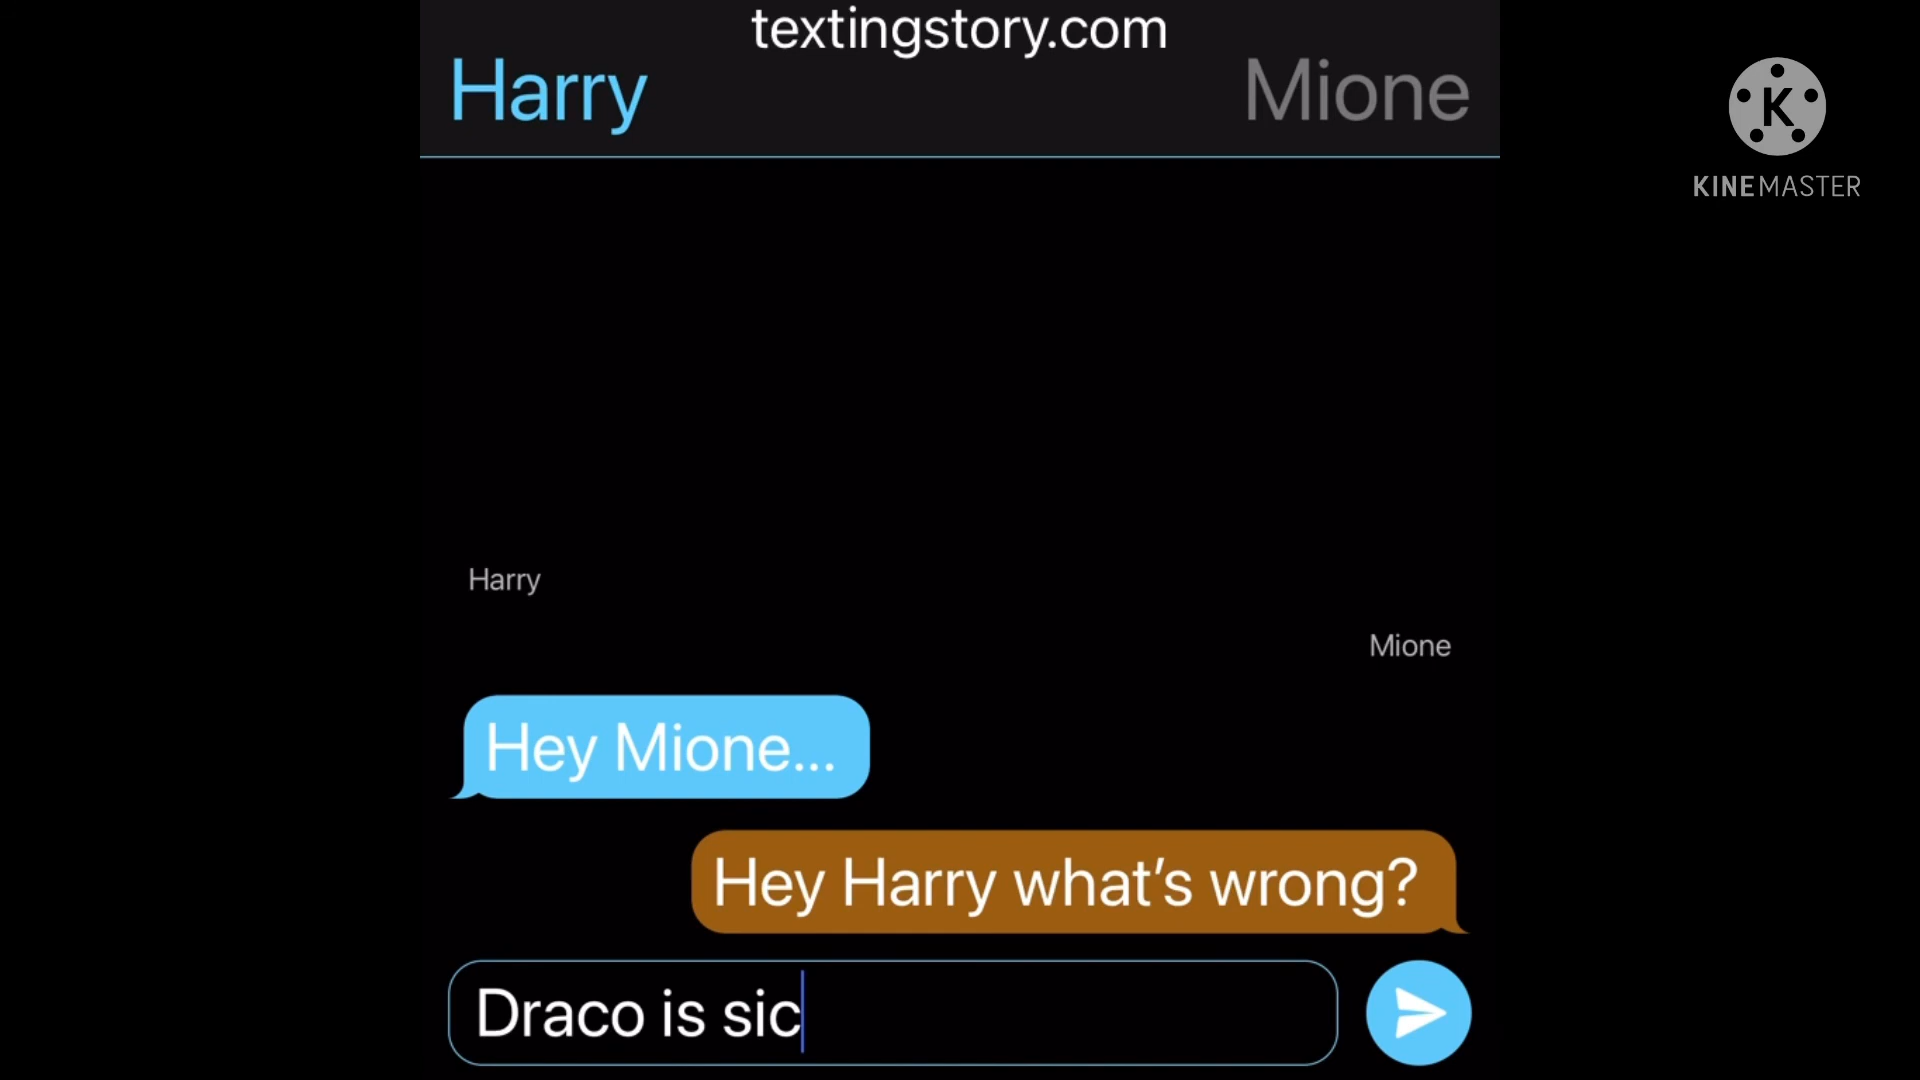 textingstory.com
Harry
Mione
K
KINEMASTER
Harry
Mione
Hey Mione...
Hey Harry what's wrong?
Draco is sic